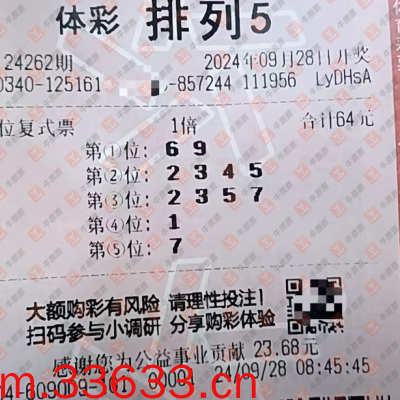 体彩 排列5
24262期 2024年09月28日开奖
0340-125161 -857244 111956 LyDHsA
位复式票 1倍 合计64元
第①位: 6 9
第②位: 2 3 4 5
第③位: 2 3 5 7
第④位: 1
第⑤位: 7
大额购彩有风险 请理性投注!
扫码参与小调研 分享购彩体验
感谢您为公益事业贡献 23.68元
24/09/28 08:45:45
m.33633.cn